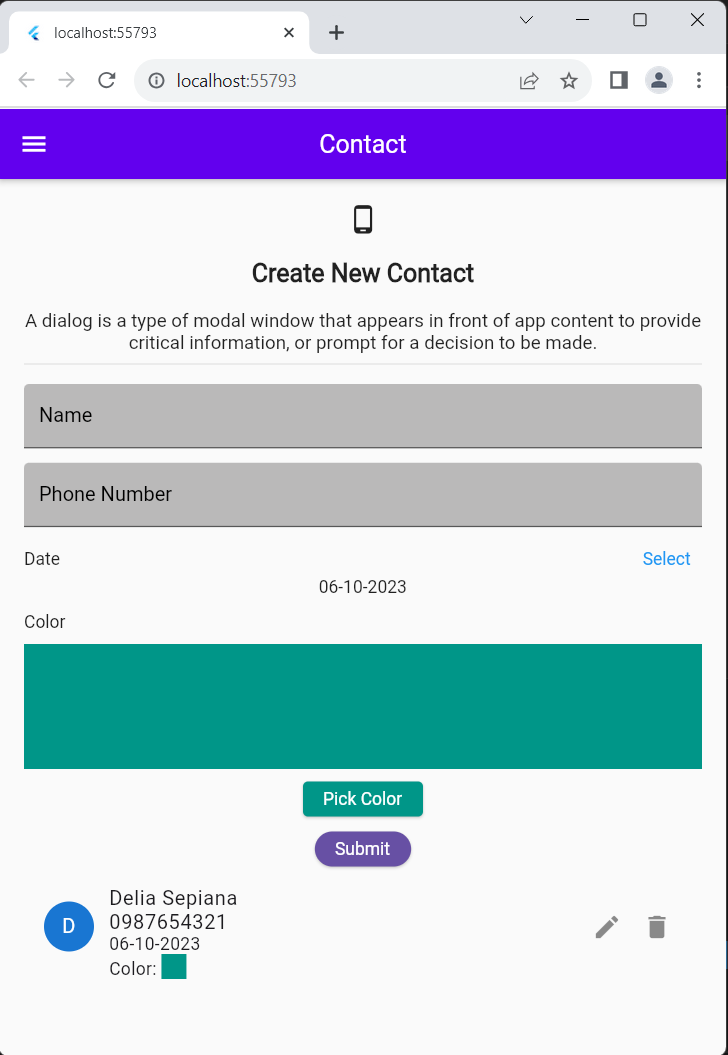 localhost:55793
localhost:55793
Contact
Create New Contact
A dialog is a type of modal window that appears in front of app content to provide
critical information, or prompt for a decision to be made.
Name
Phone Number
Date
Select
06-10-2023
Color
Pick Color
Submit
D
Delia Sepiana
0987654321
06-10-2023
Color: